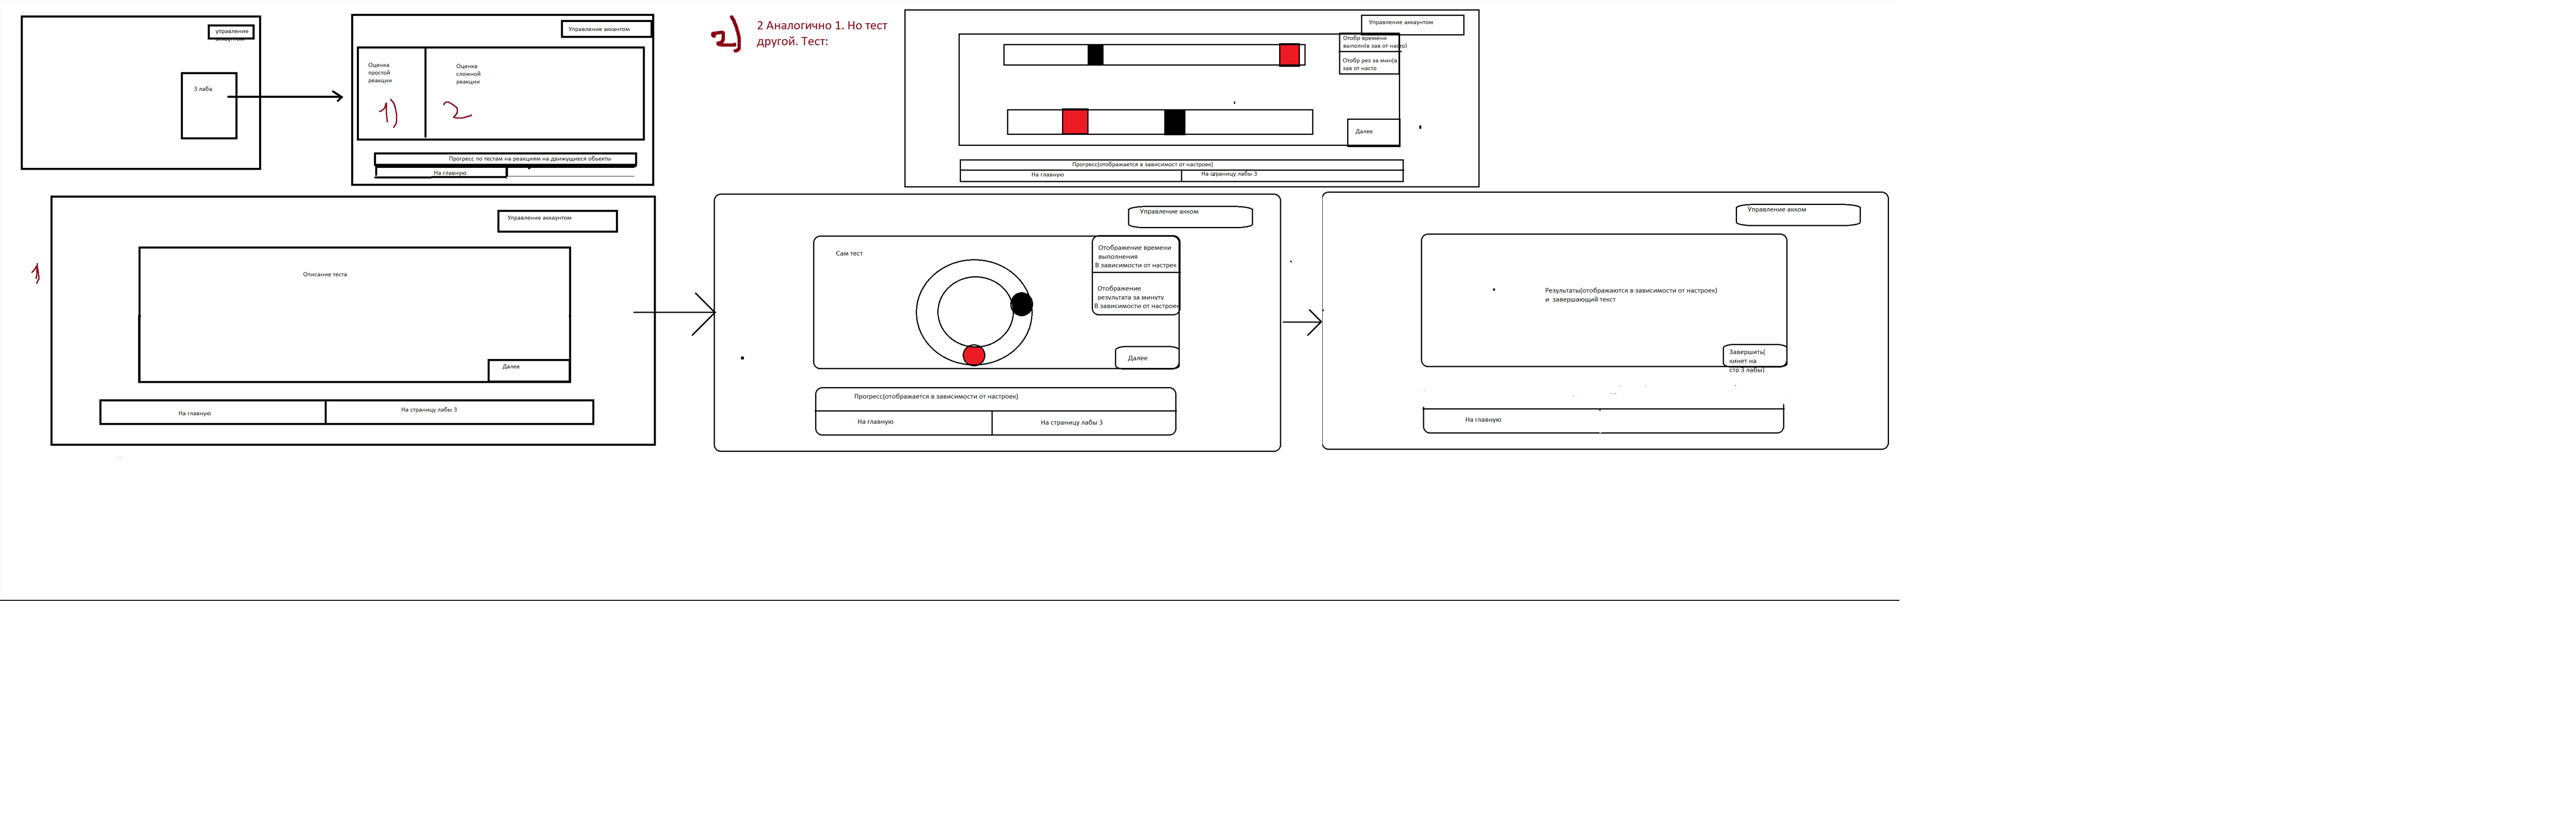 управление
аккаунтом
3 лаба
Управление аккаунтом
Оценка
простой
реакции
Оценка
сложной
реакции
1)
2
Прогресс по тестам на реакциям на движущиеся обьекты
На главную
2)
2 Аналогично 1. Но тест
другой. Тест:
Управление аккаунтом
Отобр времени
выполн(в зав от настр)
Отобр рез за мин(в
зав от настр
Далее
Прогресс(отображается в зависимост от настроек)
На главную
На страницу лабы 3
1
Управление аккаунтом
Описание теста
Далее
На главную
На страницу лабы 3
Управление акком
Сам тест
Отображение времени
выполнения
В зависимости от настрек
Отображение
результата за минуту
В зависимости от настроек
Далее
Прогресс(отображается в зависимости от настроек)
На главную
На страницу лабы 3
Управление акком
Результаты(отображаются в зависимости от настроек)
и завершающий текст
Завершить(
кинет на
стр 3 лабы)
На главную